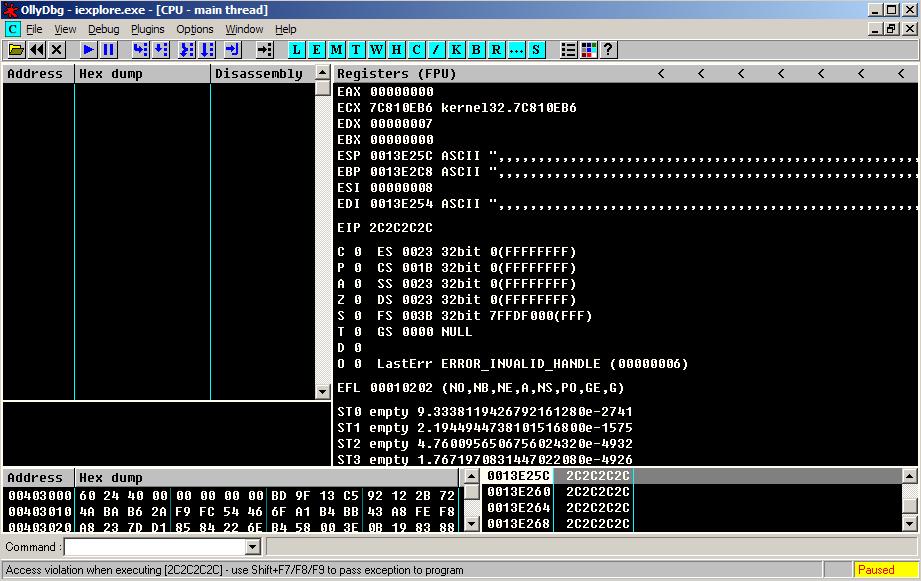 OllyDbg - iexplore.exe - [CPU - main thread]
C File View Debug Plugins Options Window Help
L E M T W H C / K B R ... S ?
Address Hex dump Disassembly
Registers (FPU) < < < < < < <
EAX 00000000
ECX 7C810EB6 kernel32.7C810EB6
EDX 00000007
EBX 00000000
ESP 0013E25C ASCII ",,,,,,,,,,,,,,,,,,,,,,,,,,,,,,,,,,,,,,,,,,,,,,,,,,,,
EBP 0013E2C8 ASCII ",,,,,,,,,,,,,,,,,,,,,,,,,,,,,,,,,,,,,,,,,,,,,,,,,,,,
ESI 00000008
EDI 0013E254 ASCII ",,,,,,,,,,,,,,,,,,,,,,,,,,,,,,,,,,,,,,,,,,,,,,,,,,,,
EIP 2C2C2C2C
C 0 ES 0023 32bit 0(FFFFFFFF)
P 0 CS 001B 32bit 0(FFFFFFFF)
A 0 SS 0023 32bit 0(FFFFFFFF)
Z 0 DS 0023 32bit 0(FFFFFFFF)
S 0 FS 003B 32bit 7FFDF000(FFF)
T 0 GS 0000 NULL
D 0
O 0 LastErr ERROR_INVALID_HANDLE (00000006)
EFL 00010202 (NO,NB,NE,A,NS,PO,GE,G)
ST0 empty 9.3338119426792161280e-2741
ST1 empty 2.1944944738101516800e-1575
ST2 empty 4.7600956506756024320e-4932
ST3 empty 1.7671970831447022080e-4926
Address Hex dump
00403000 60 24 40 00 00 00 00 00 BD 9F 13 C5 92 12 2B 72
00403010 4A BA B6 2A F9 FC 54 46 6F A1 B4 BB 43 A8 FE F8
00403020 A8 23 7D D1 85 84 22 6E B4 58 00 3E 0B 19 83 88
0013E25C 2C2C2C2C
0013E260 2C2C2C2C
0013E264 2C2C2C2C
0013E268 2C2C2C2C
Command :
Access violation when executing [2C2C2C2C] - use Shift+F7/F8/F9 to pass exception to program
Paused